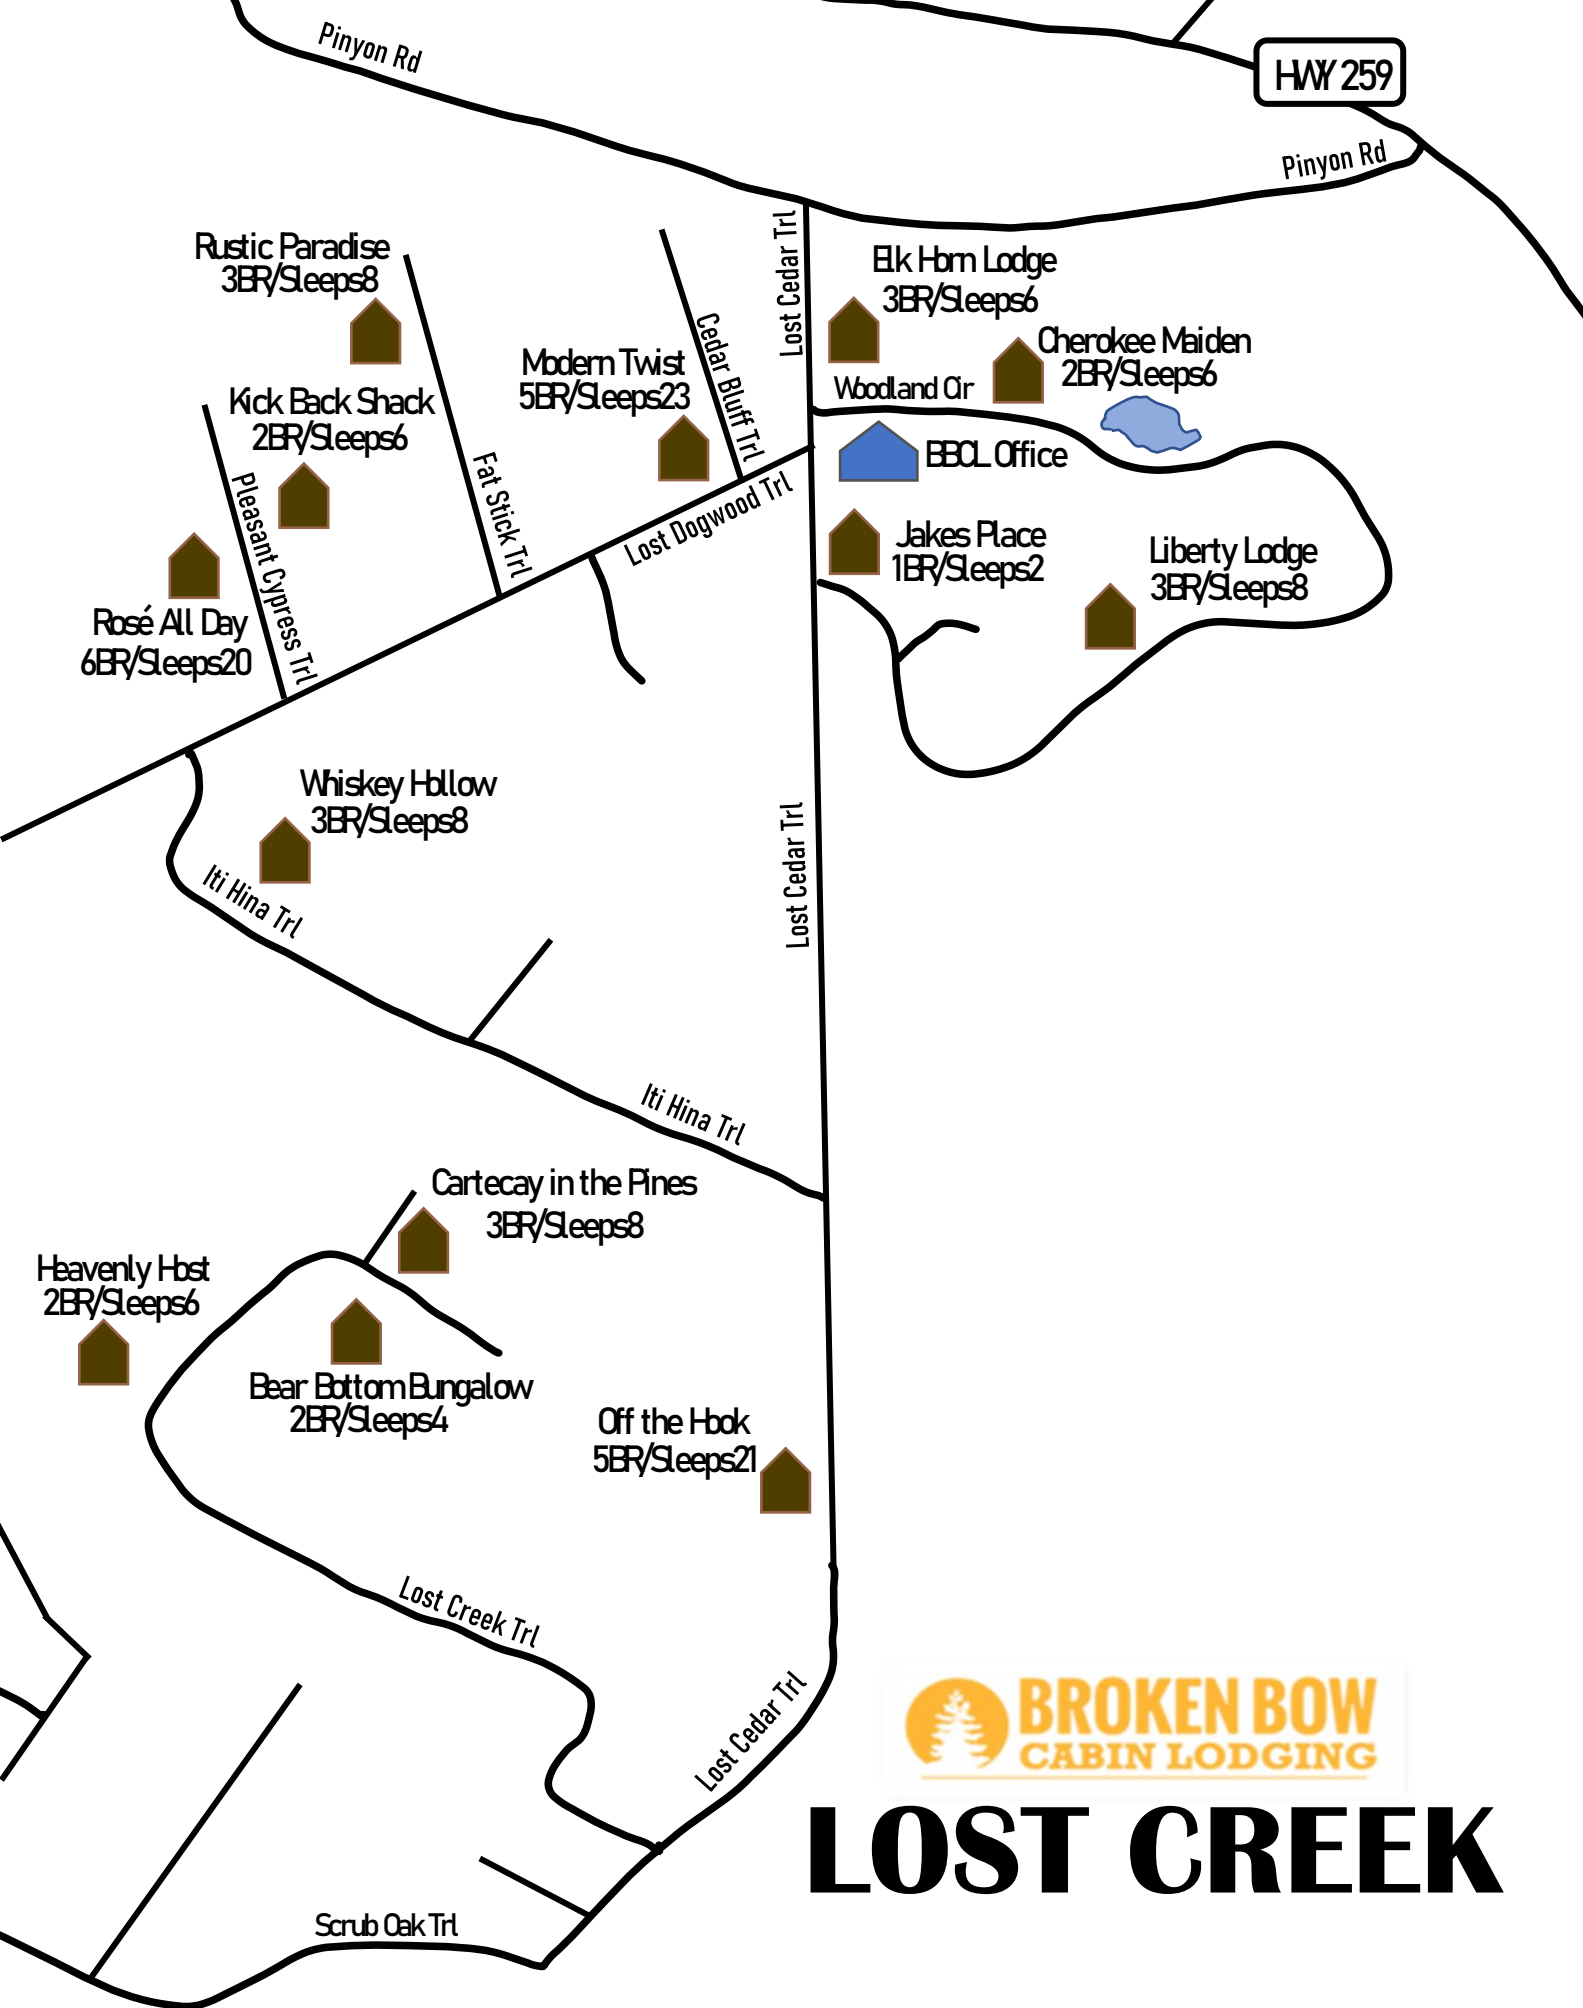 Pinyon Rd
HWY 259
Pinyon Rd
Lost Cedar Trl
Rustic Paradise
3BR/Sleeps8
Elk Horn Lodge
3BR/Sleeps6
Cherokee Maiden
2BR/Sleeps6
Cedar Bluff Trl
Modern Twist
5BR/Sleeps23
Woodland Cir
Kick Back Shack
2BR/Sleeps6
BBCL Office
Fat Stick Trl
Pleasant Cypress Trl
Lost Dogwood Trl
Jakes Place
1BR/Sleeps2
Liberty Lodge
3BR/Sleeps8
Rosé All Day
6BR/Sleeps20
Whiskey Hollow
3BR/Sleeps8
Lost Cedar Trl
Iti Hina Trl
Iti Hina Trl
Cartecay in the Pines
3BR/Sleeps8
Heavenly Host
2BR/Sleeps6
Bear Bottom Bungalow
2BR/Sleeps4
Off the Hook
5BR/Sleeps21
Lost Creek Trl
Lost Cedar Trl
BROKEN BOW
CABIN LODGING
LOST CREEK
Scrub Oak Trl